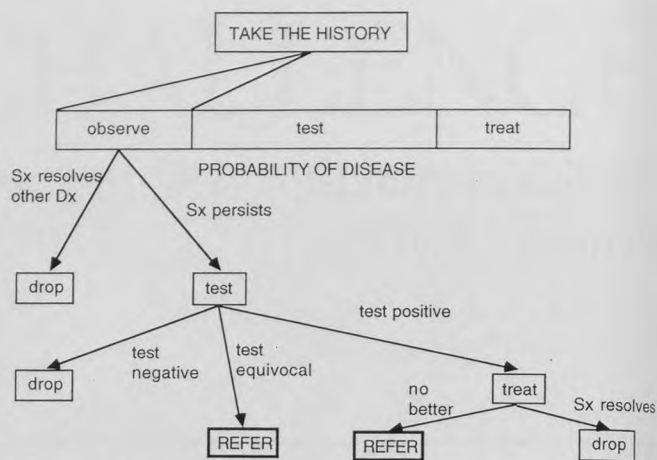 TAKE THE HISTORY
observe
test
treat
PROBABILITY OF DISEASE
Sx resolves
other Dx
Sx persists
drop
test
test positive
test
negative
test
equivocal
drop
no
better
treat
Sx resolves
REFER
REFER
drop